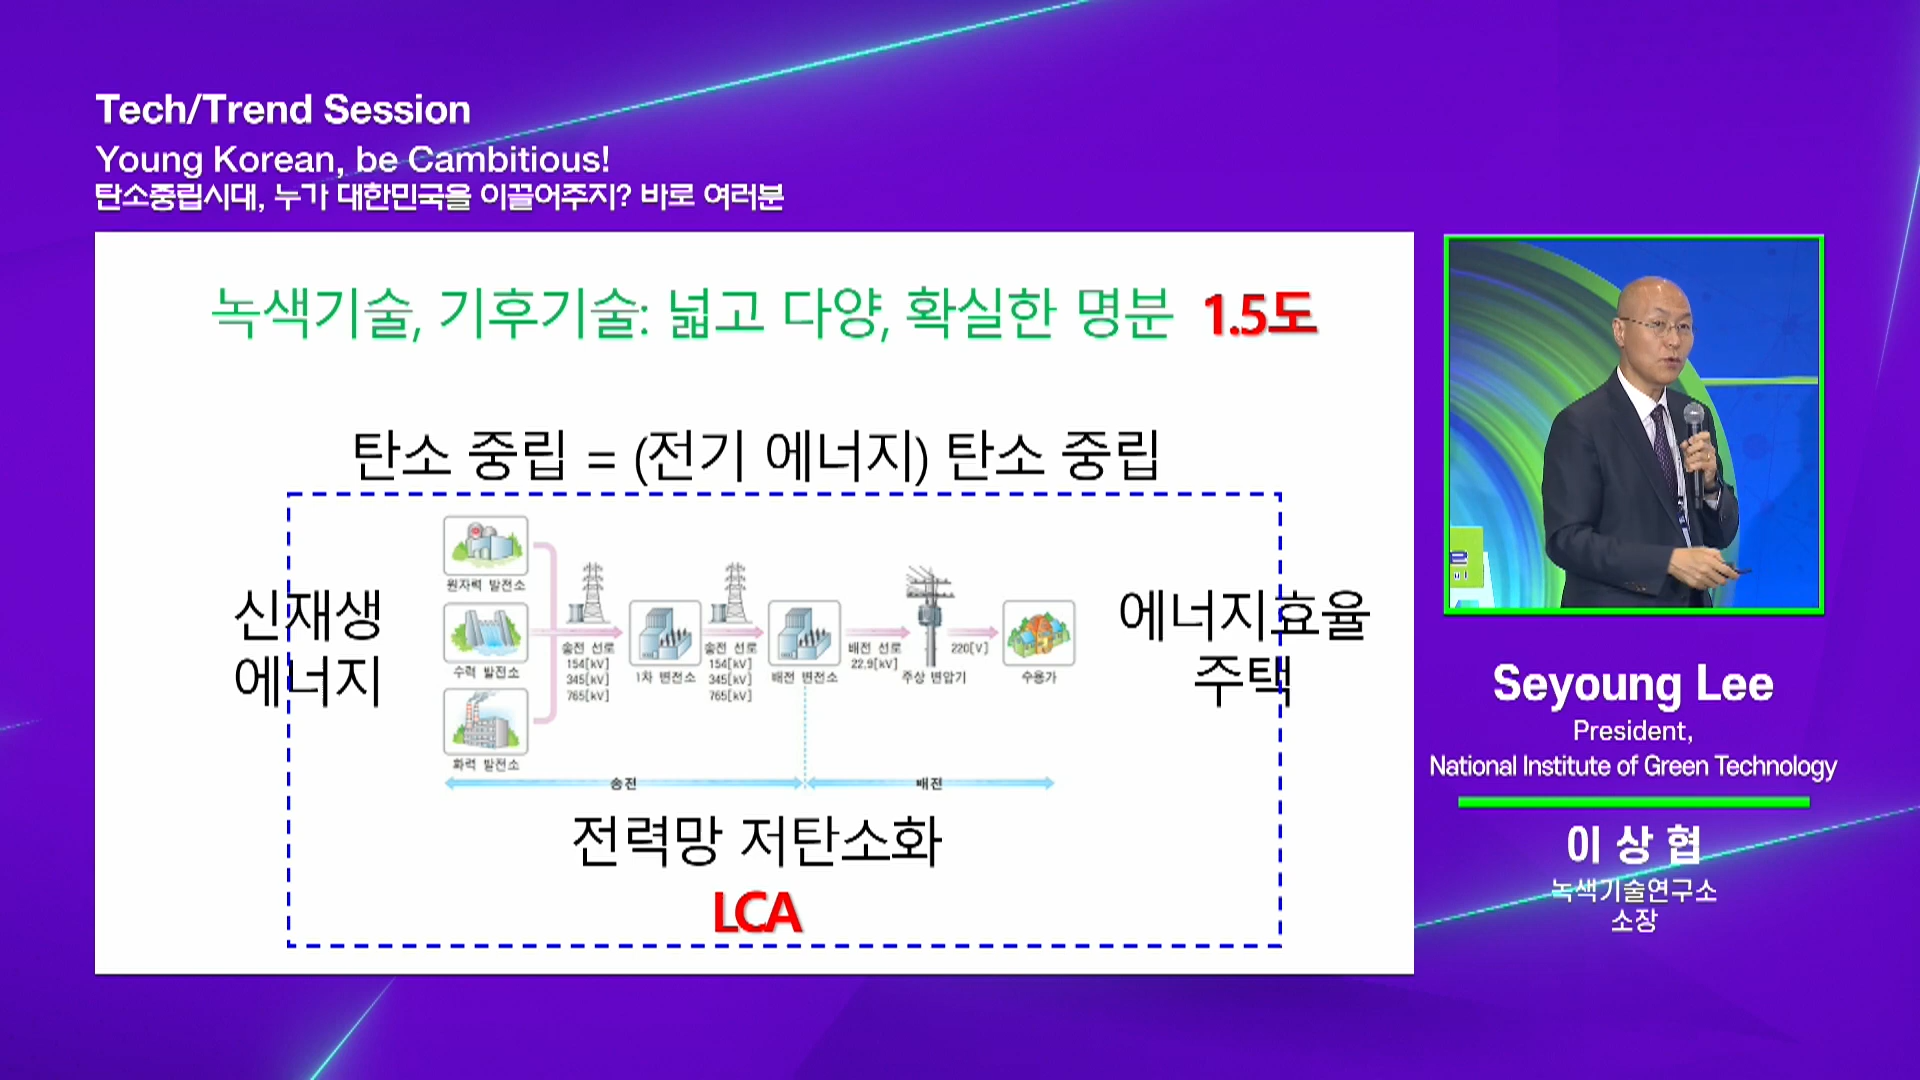 Tech/Trend Session
Young Korean, be Cambitious!
탄소중립시대, 누가 대한민국을 이끌어주지? 바로 여러분
녹색기술, 기후기술: 넓고 다양, 확실한 명분 1.5도
탄소 중립 = (전기 에너지) 탄소 중립
신재생
에너지
원자력 발전소
수력 발전소
화력 발전소
송전 선로
154[kV]
345[kV]
765[kV]
1차 변전소
송전 선로
154[kV]
345[kV]
765[kV]
배전 변전소
배전 선로
22.9[kV]
주상 변압기
220[V]
수용가
에너지효율
주택
송전
배전
전력망 저탄소화
LCA
Seyoung Lee
President,
National Institute of Green Technology
이 상 협
녹색기술연구소
소장